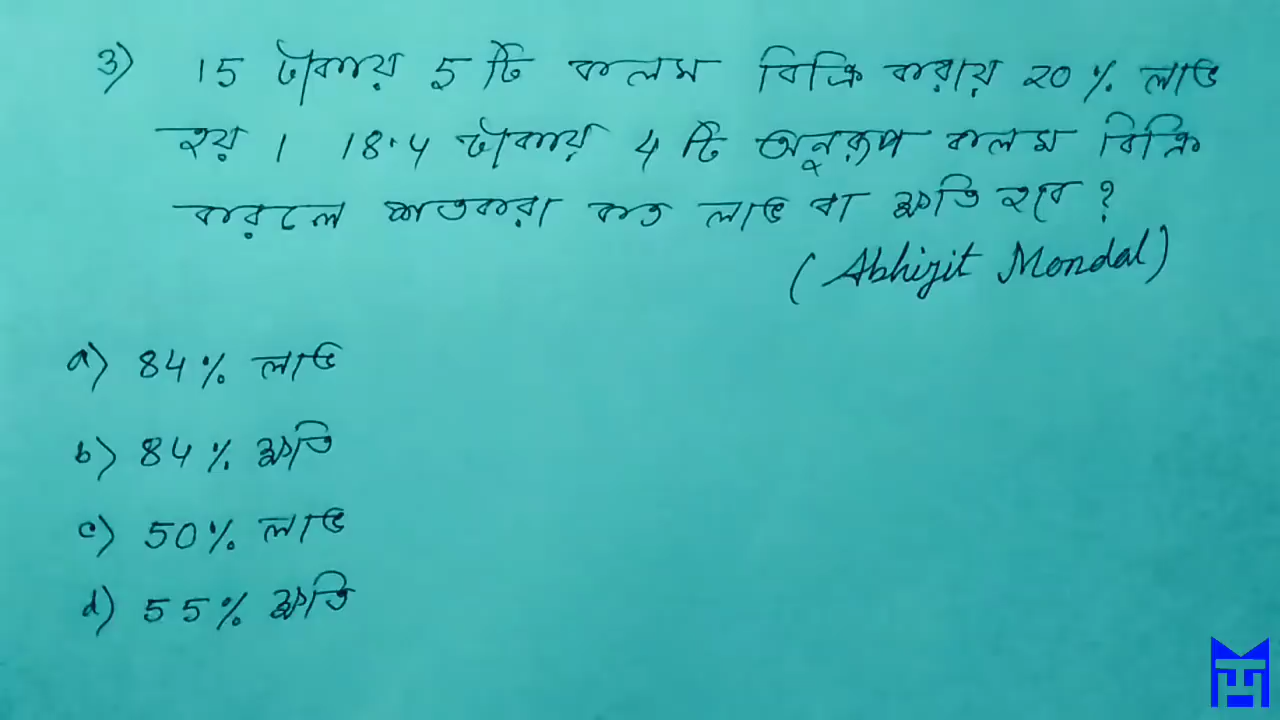 3) 15 টাকায় 5 টি কলম বিক্রি করায় 20% লাভ
হয়। 18.4 টাকায় 4 টি অনুরূপ কলম বিক্রি
করলে শতকরা কত লাভ বা ক্ষতি হবে?
(Abhijit Mondal)
a) 84% লাভ
b) 84% ক্ষতি
c) 50% লাভ
d) 55% ক্ষতি